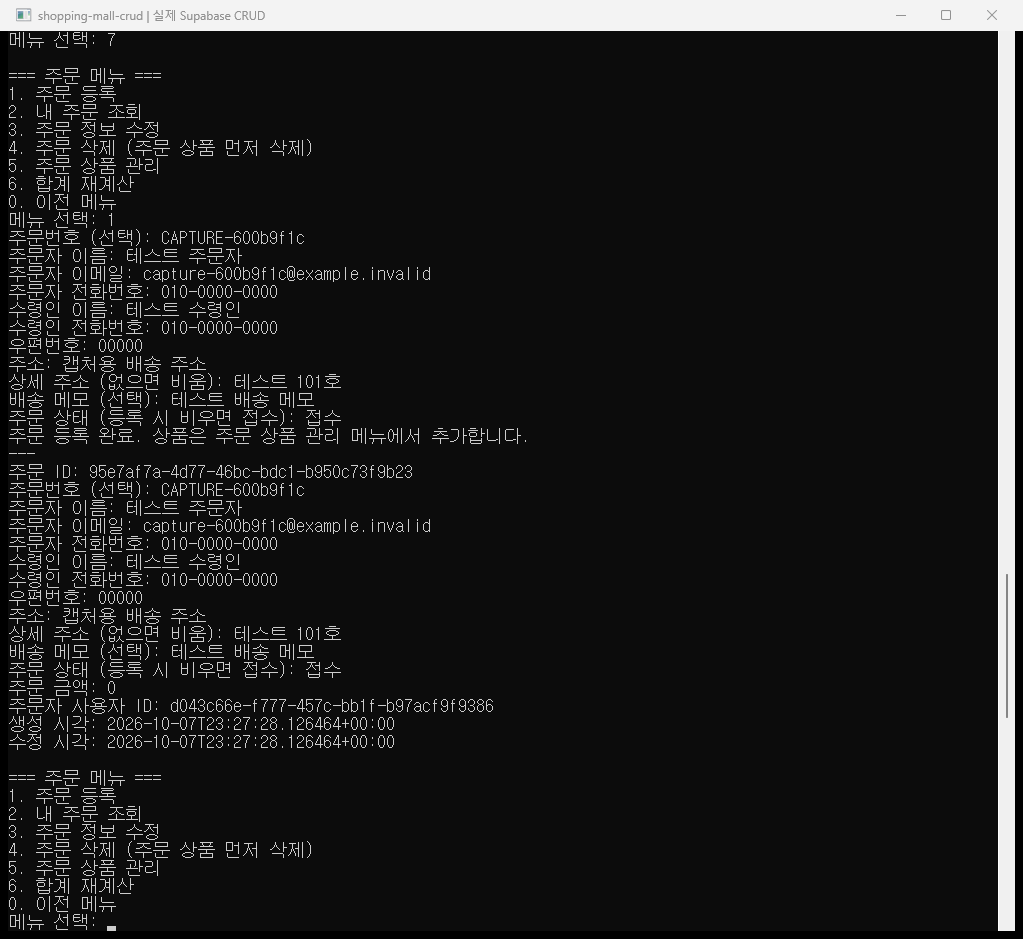 shopping-mall-crud | 실제 Supabase CRUD
메뉴 선택: 7
=== 주문 메뉴 ===
1. 주문 등록
2. 내 주문 조회
3. 주문 정보 수정
4. 주문 삭제 (주문 상품 먼저 삭제)
5. 주문 상품 관리
6. 합계 재계산
0. 이전 메뉴
메뉴 선택: 1
주문번호 (선택): CAPTURE-600b9f1c
주문자 이름: 테스트 주문자
주문자 이메일: capture-600b9f1c@example.invalid
주문자 전화번호: 010-0000-0000
수령인 이름: 테스트 수령인
수령인 전화번호: 010-0000-0000
우편번호: 00000
주소: 캡처용 배송 주소
상세 주소 (없으면 비움): 테스트 101호
배송 메모 (선택): 테스트 배송 메모
주문 상태 (등록 시 비우면 접수): 접수
주문 등록 완료. 상품은 주문 상품 관리 메뉴에서 추가합니다.
---
주문 ID: 95e7af7a-4d77-46bc-bdc1-b950c73f9b23
주문번호 (선택): CAPTURE-600b9f1c
주문자 이름: 테스트 주문자
주문자 이메일: capture-600b9f1c@example.invalid
주문자 전화번호: 010-0000-0000
수령인 이름: 테스트 수령인
수령인 전화번호: 010-0000-0000
우편번호: 00000
주소: 캡처용 배송 주소
상세 주소 (없으면 비움): 테스트 101호
배송 메모 (선택): 테스트 배송 메모
주문 상태 (등록 시 비우면 접수): 접수
주문 금액: 0
주문자 사용자 ID: d043c66e-f777-457c-bb1f-b97acf9f9386
생성 시각: 2026-10-07T23:27:28.126464+00:00
수정 시각: 2026-10-07T23:27:28.126464+00:00
=== 주문 메뉴 ===
1. 주문 등록
2. 내 주문 조회
3. 주문 정보 수정
4. 주문 삭제 (주문 상품 먼저 삭제)
5. 주문 상품 관리
6. 합계 재계산
0. 이전 메뉴
메뉴 선택: